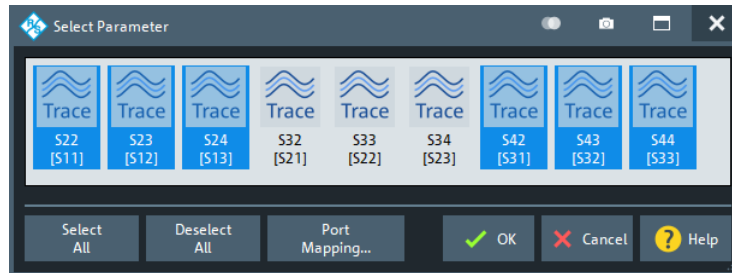 R&S Select Parameter
Trace Trace Trace Trace Trace Trace Trace Trace Trace
S22 S23 S24 S32 S33 S34 S42 S43 S44
[S11] [S12] [S13] [S21] [S22] [S23] [S31] [S32] [S33]
Select Deselect Port
All All Mapping... OK Cancel ? Help